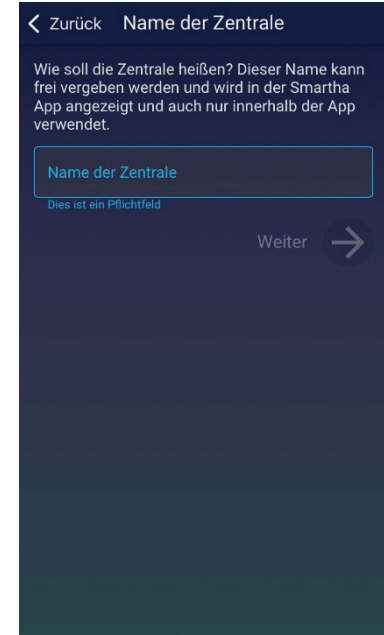 Zurück Name der Zentrale
Wie soll die Zentrale heißen? Dieser Name kann
frei vergeben werden und wird in der Smartha
App angezeigt und auch nur innerhalb der App
verwendet.
Name der Zentrale
Dies ist ein Pflichtfeld
Weiter